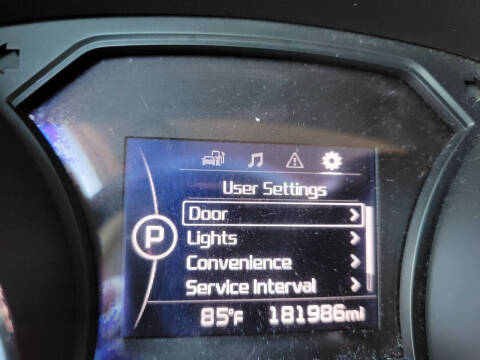 User Settings
Door
Lights
P
Convenience
Service Interval
85°F 181986mi